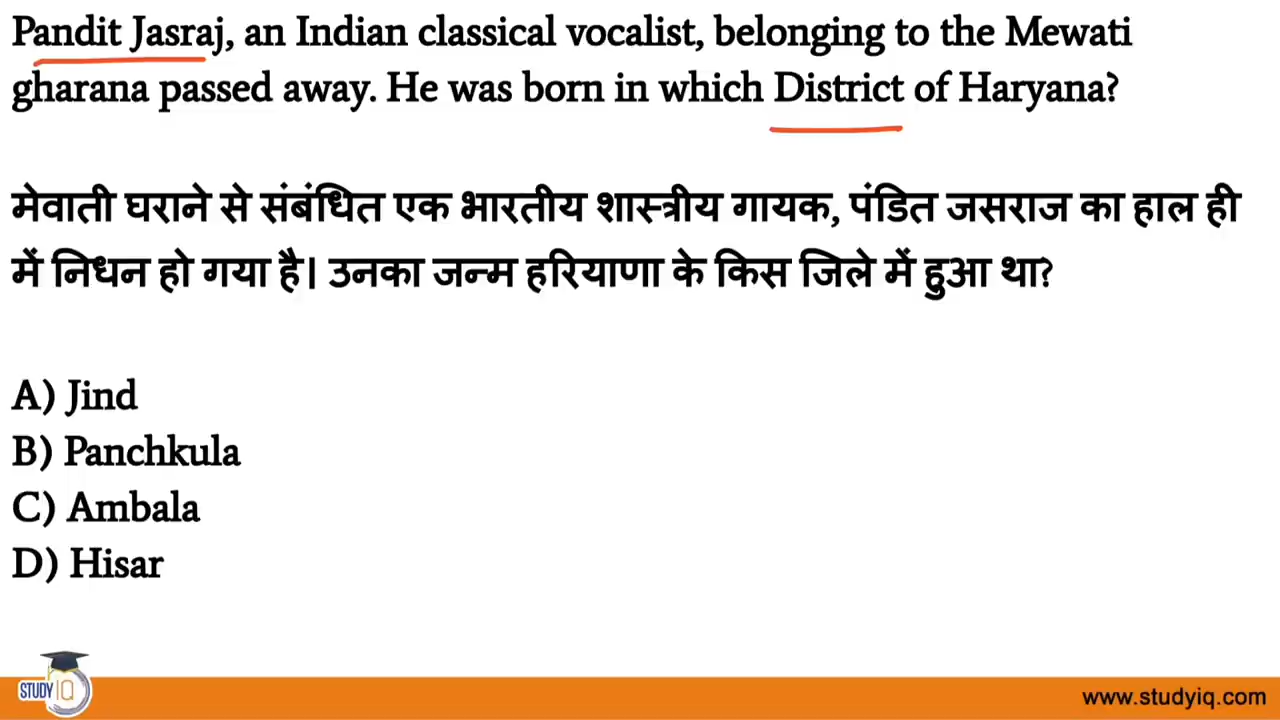 Pandit Jasraj, an Indian classical vocalist, belonging to the Mewati
gharana passed away. He was born in which District of Haryana?
मेवाती घराने से संबंधित एक भारतीय शास्त्रीय गायक, पंडित जसराज का हाल ही
में निधन हो गया है। उनका जन्म हरियाणा के किस जिले में हुआ था?
A) Jind
B) Panchkula
C) Ambala
D) Hisar
STUDY IQ
www.studyiq.com